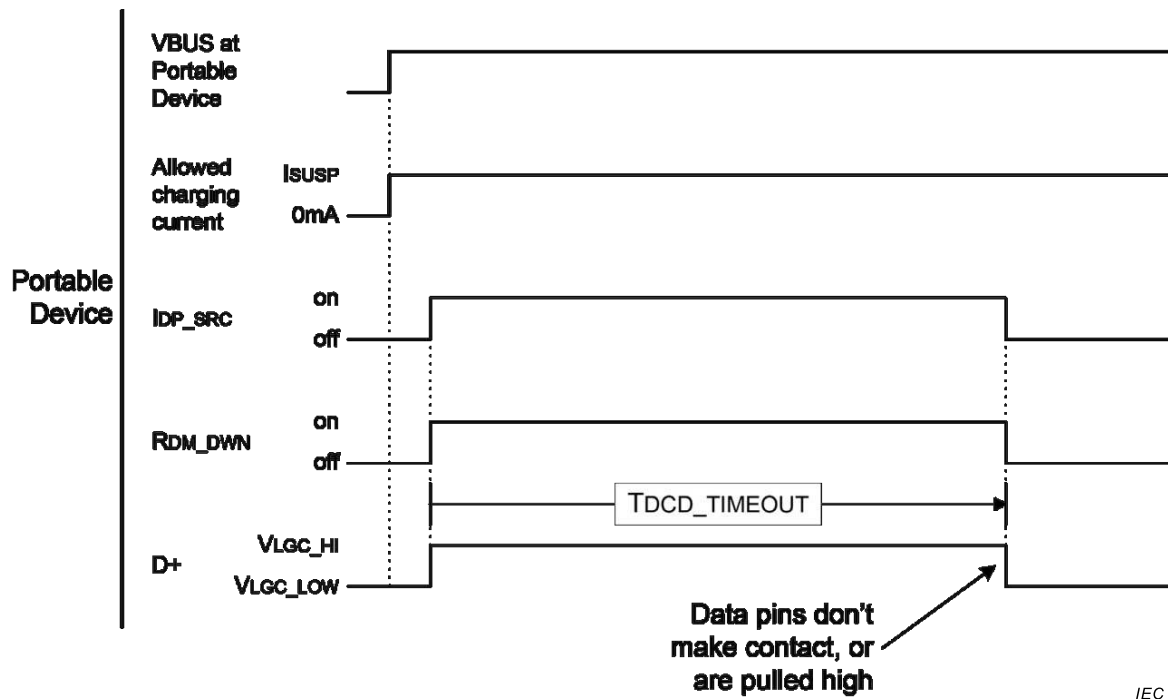 VBUS at
Portable
Device
Allowed
charging
current
ISUSP
0mA
Portable
Device
IDP_SRC
on
off
RDM_DWN
on
off
TDCD_TIMEOUT
D+
VLGC_HI
VLGC_LOW
Data pins don't
make contact, or
are pulled high
IEC